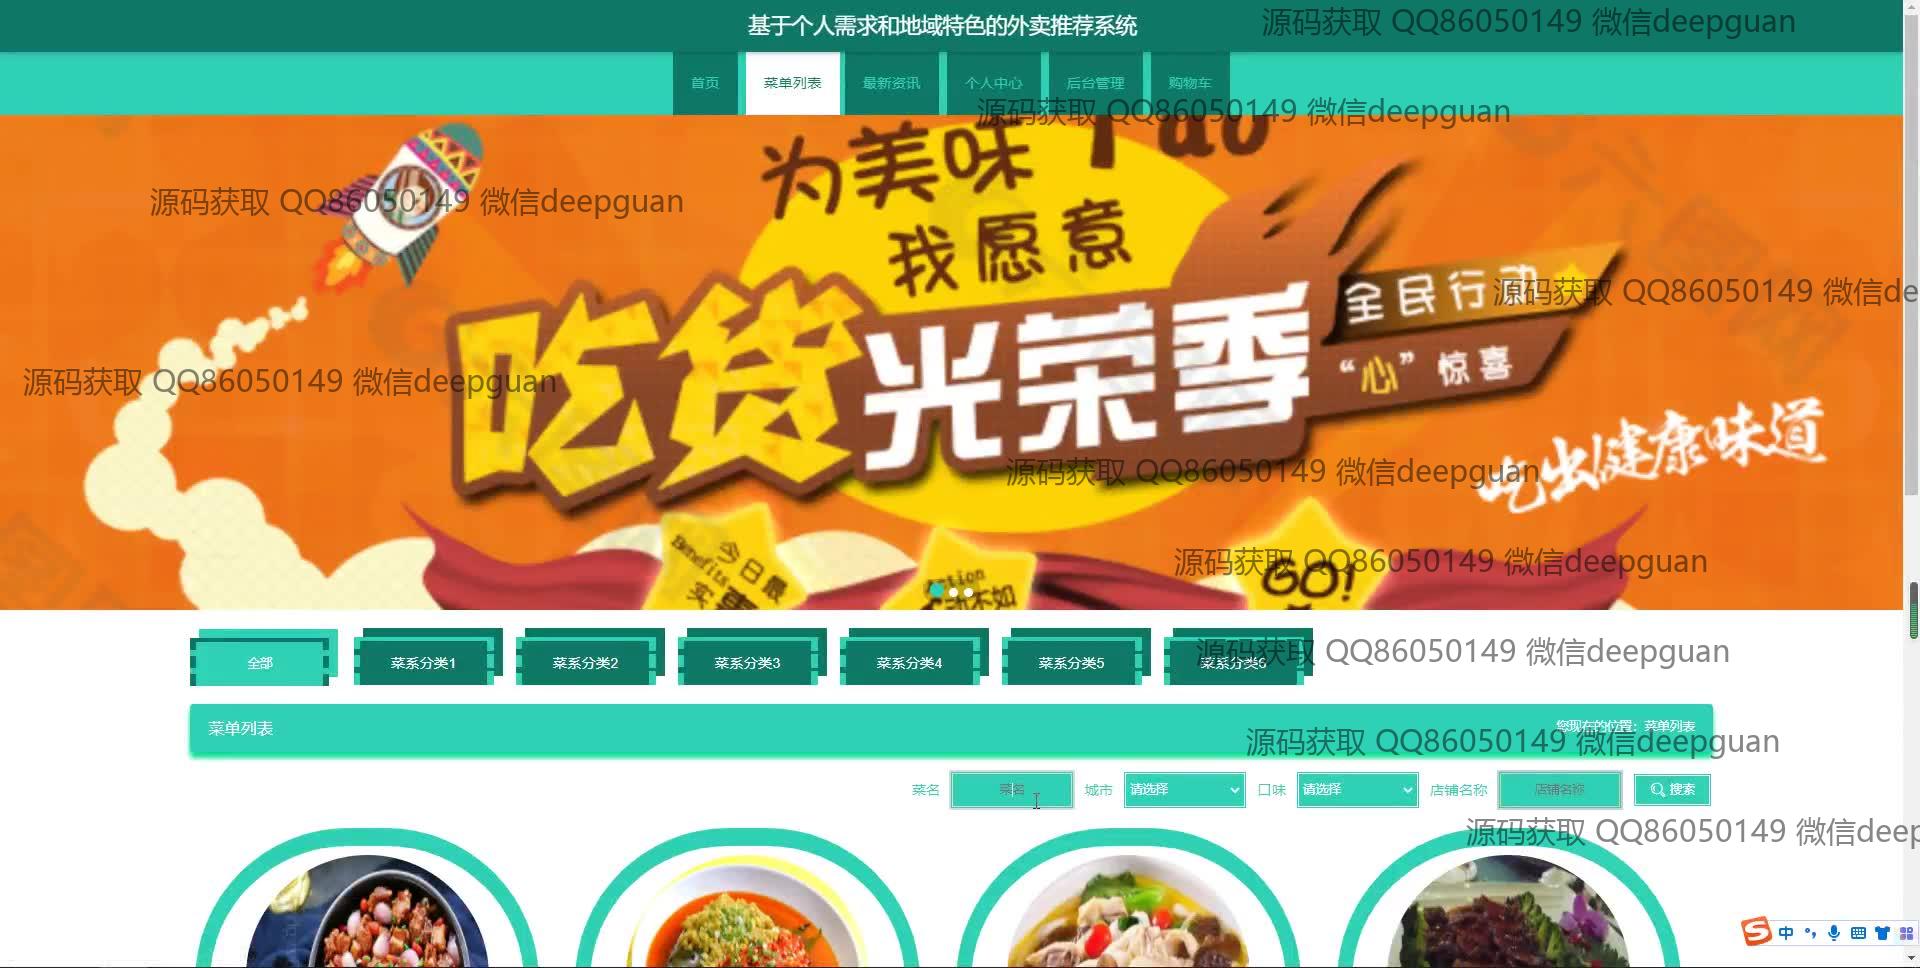 基于个人需求和地域特色的外卖推荐系统
源码获取 QQ86050149 微信deepguan
首页 菜单列表 最新资讯 个人中心 后台管理 购物车
源码获取 QQ86050149 微信deepguan
为美味 Tao
源码获取 QQ86050149 微信deepguan
我愿意
全民行动
源码获取 QQ86050149 微信de
吃货光荣季
“心”惊喜
源码获取 QQ86050149 微信deepguan
吃出健康味道
源码获取 QQ86050149 微信deepguan
今日最
Benefits
实惠
Action
动不如
GO!
源码获取 QQ86050149 微信deepguan
全部 菜系分类1 菜系分类2 菜系分类3 菜系分类4 菜系分类5 菜系分类6
源码获取 QQ86050149 微信deepguan
菜单列表
您现在的位置：菜单列表
源码获取 QQ86050149 微信deepguan
菜名 菜名 城市 请选择 口味 请选择 店铺名称 店铺名称 搜索
源码获取 QQ86050149 微信deep
中